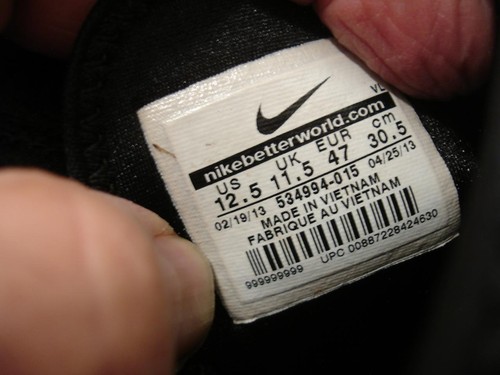 VL
nikebetterworld.com
US UK EUR cm
12.5 11.5 47 30.5
02/19/13 534994-015 04/25/13
MADE IN VIETNAM
FABRIQUE AU VIETNAM
999999999 UPC 00887228424630